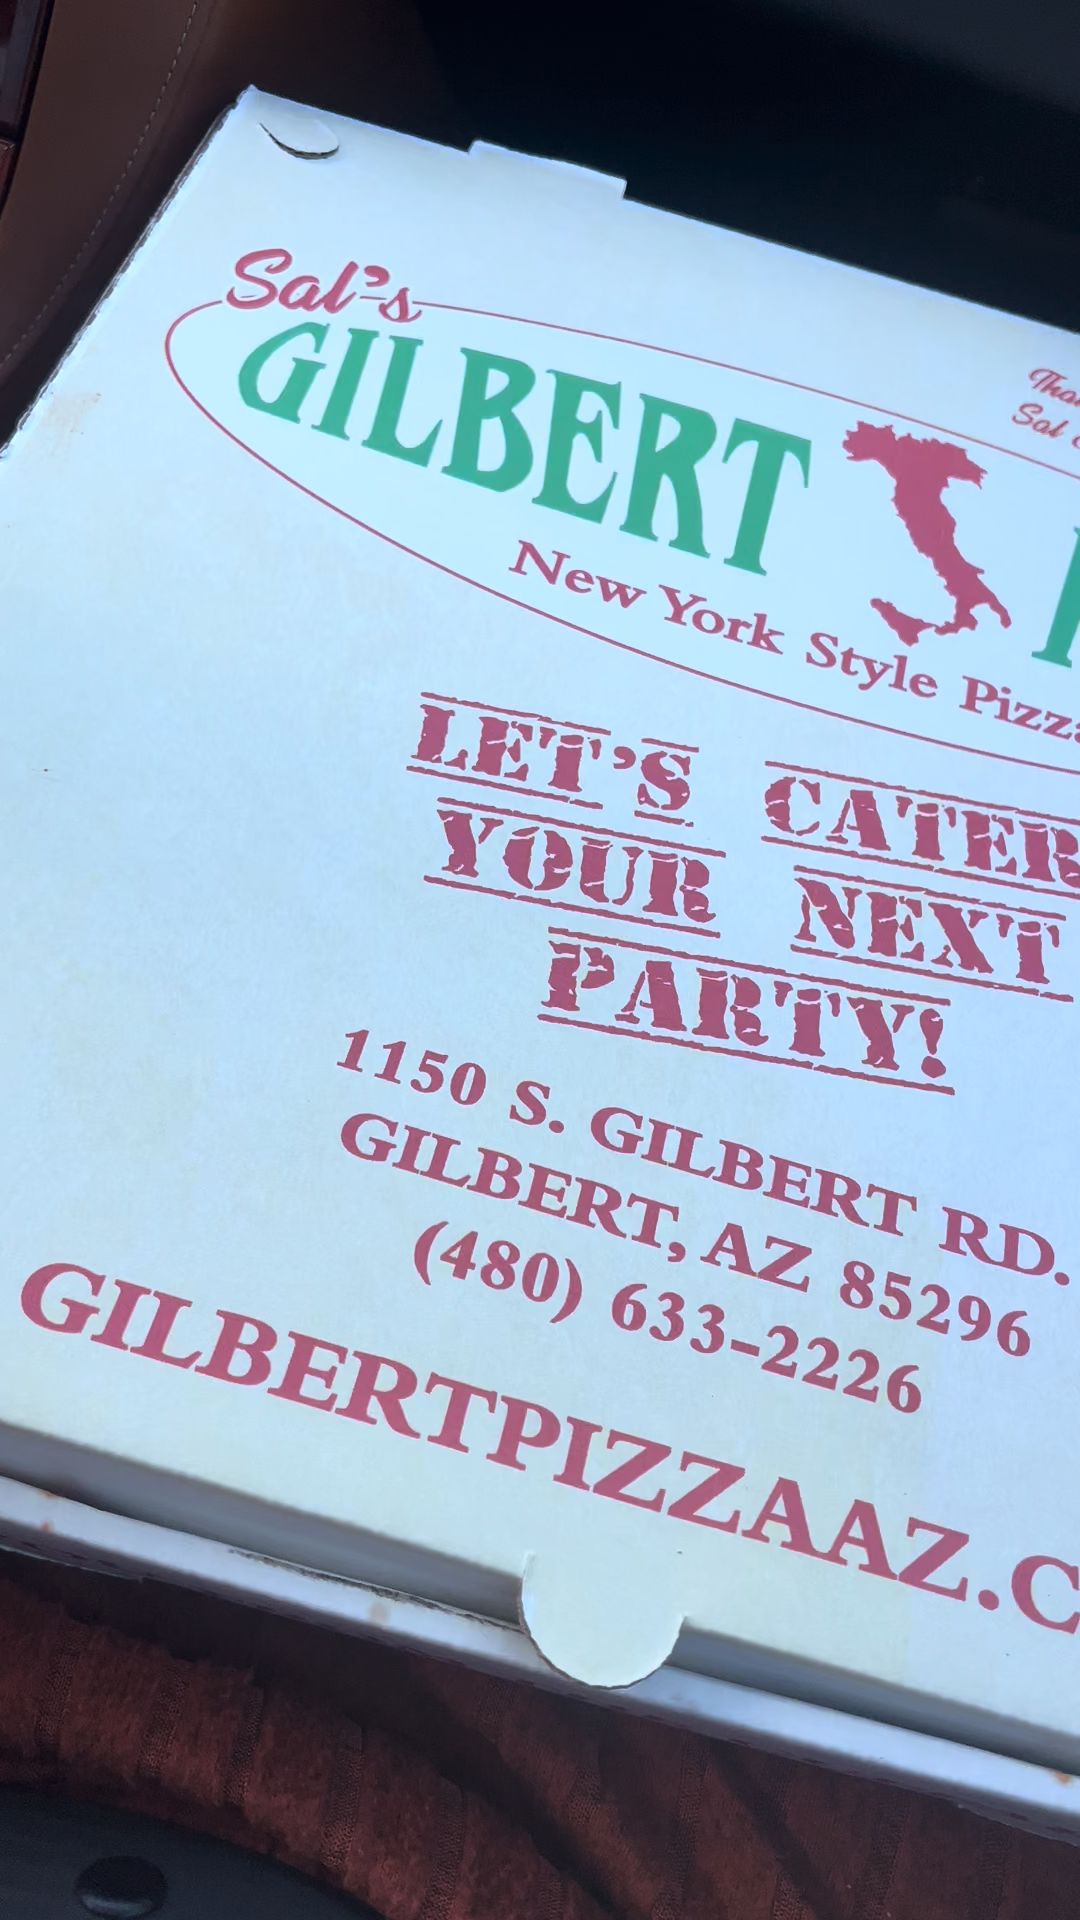 Sal's
GILBERT
New York Style Pizza
Sal
LET'S CATER
YOUR NEXT
PARTY!
1150 S. GILBERT RD.
GILBERT, AZ 85296
(480) 633-2226
GILBERTPIZZAAZ.C